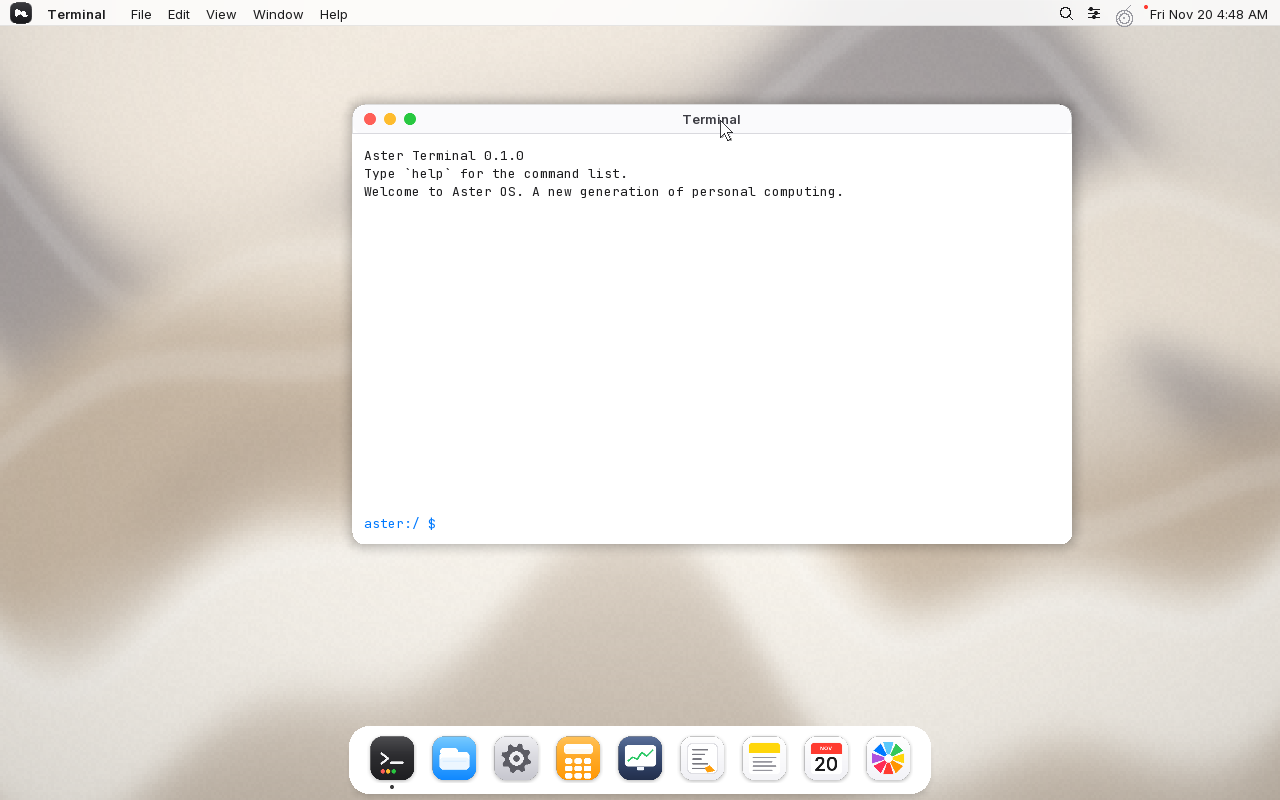 Terminal File Edit View Window Help Fri Nov 20 4:48 AM
Terminal
Aster Terminal 0.1.0
Type `help` for the command list.
Welcome to Aster OS. A new generation of personal computing.
aster:/ $
NOV
20